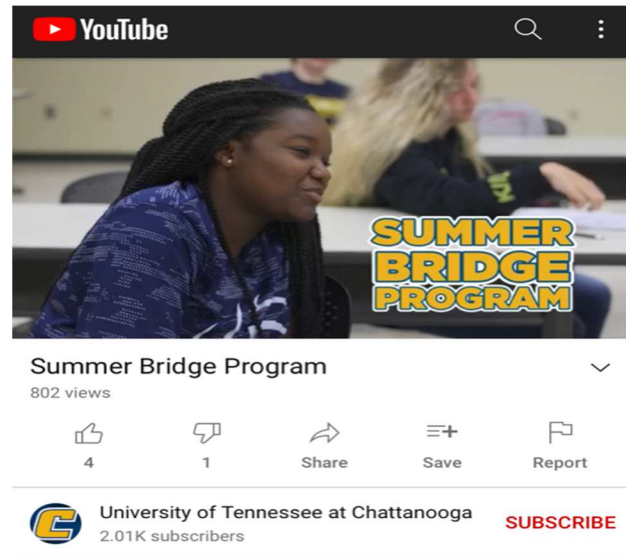 YouTube
SUMMER
BRIDGE
PROGRAM
Summer Bridge Program
802 views
4
1
Share
Save
Report
C
University of Tennessee at Chattanooga
2.01K subscribers
SUBSCRIBE